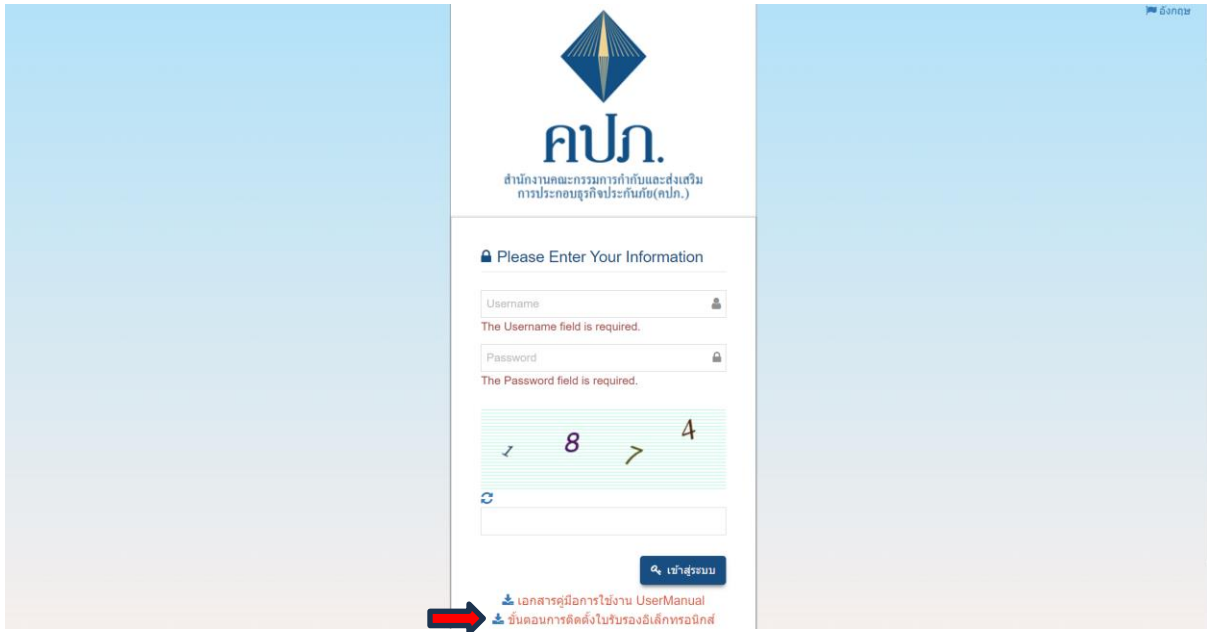 อังกฤษ
คปภ.
สำนักงานคณะกรรมการกำกับและส่งเสริม
การประกอบธุรกิจประกันภัย(คปภ.)
Please Enter Your Information
Username
The Username field is required.
Password
The Password field is required.
1 8 7 4
เข้าสู่ระบบ
เอกสารคู่มือการใช้งาน UserManual
ขั้นตอนการติดตั้งใบรับรองอิเล็กทรอนิกส์